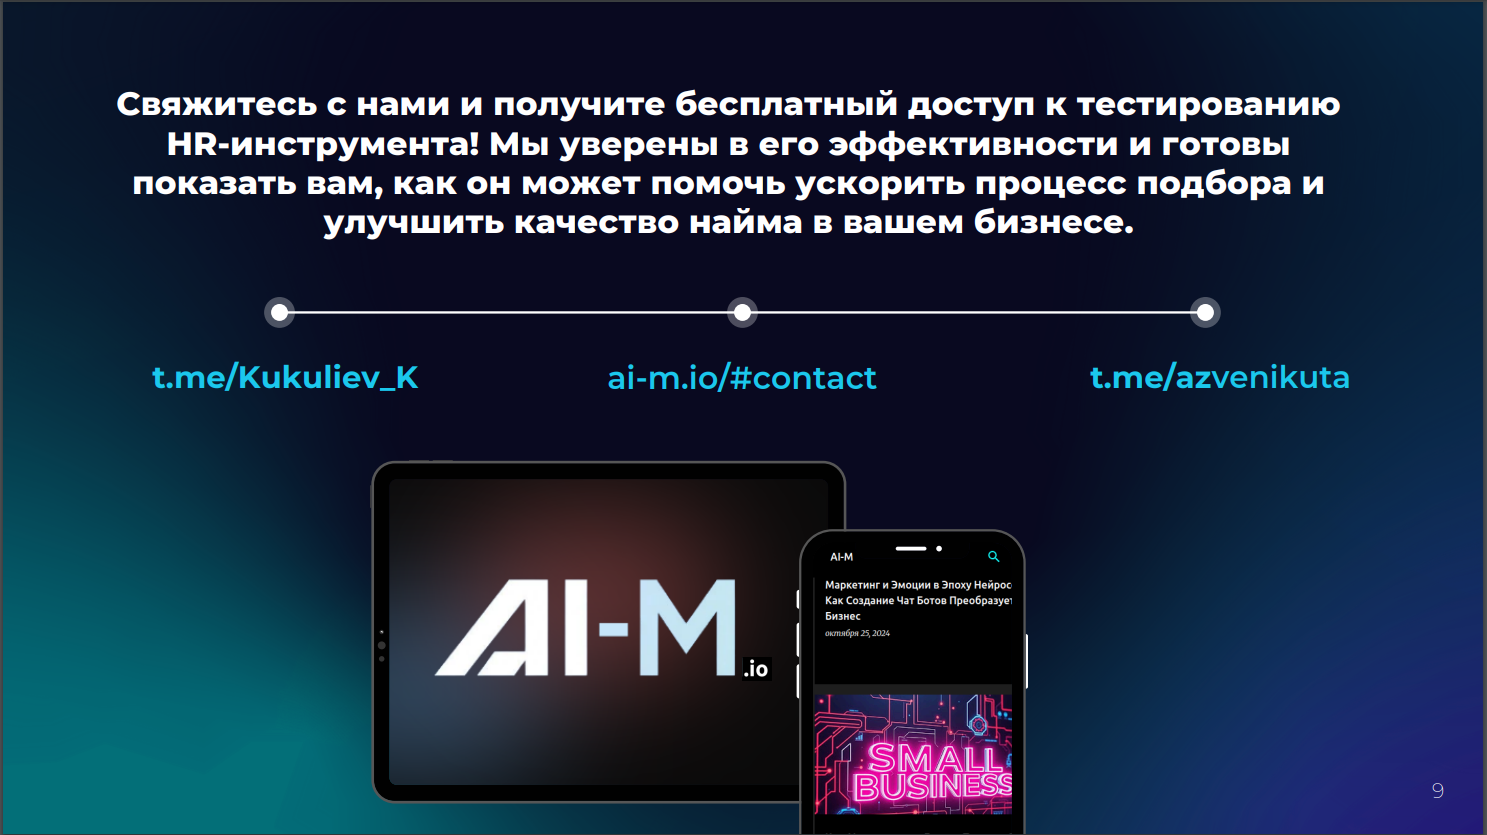 Свяжитесь с нами и получите бесплатный доступ к тестированию
HR-инструмента! Мы уверены в его эффективности и готовы
показать вам, как он может помочь ускорить процесс подбора и
улучшить качество найма в вашем бизнесе.
t.me/Kukuliev_K
ai-m.io/#contact
t.me/azvenikuta
AI-M
.io
AI-M
Маркетинг и Эмоции в Эпоху Нейрос
Как Создание Чат Ботов Преобразует
Бизнес
октября 25, 2024
SMALL
BUSINESS
9